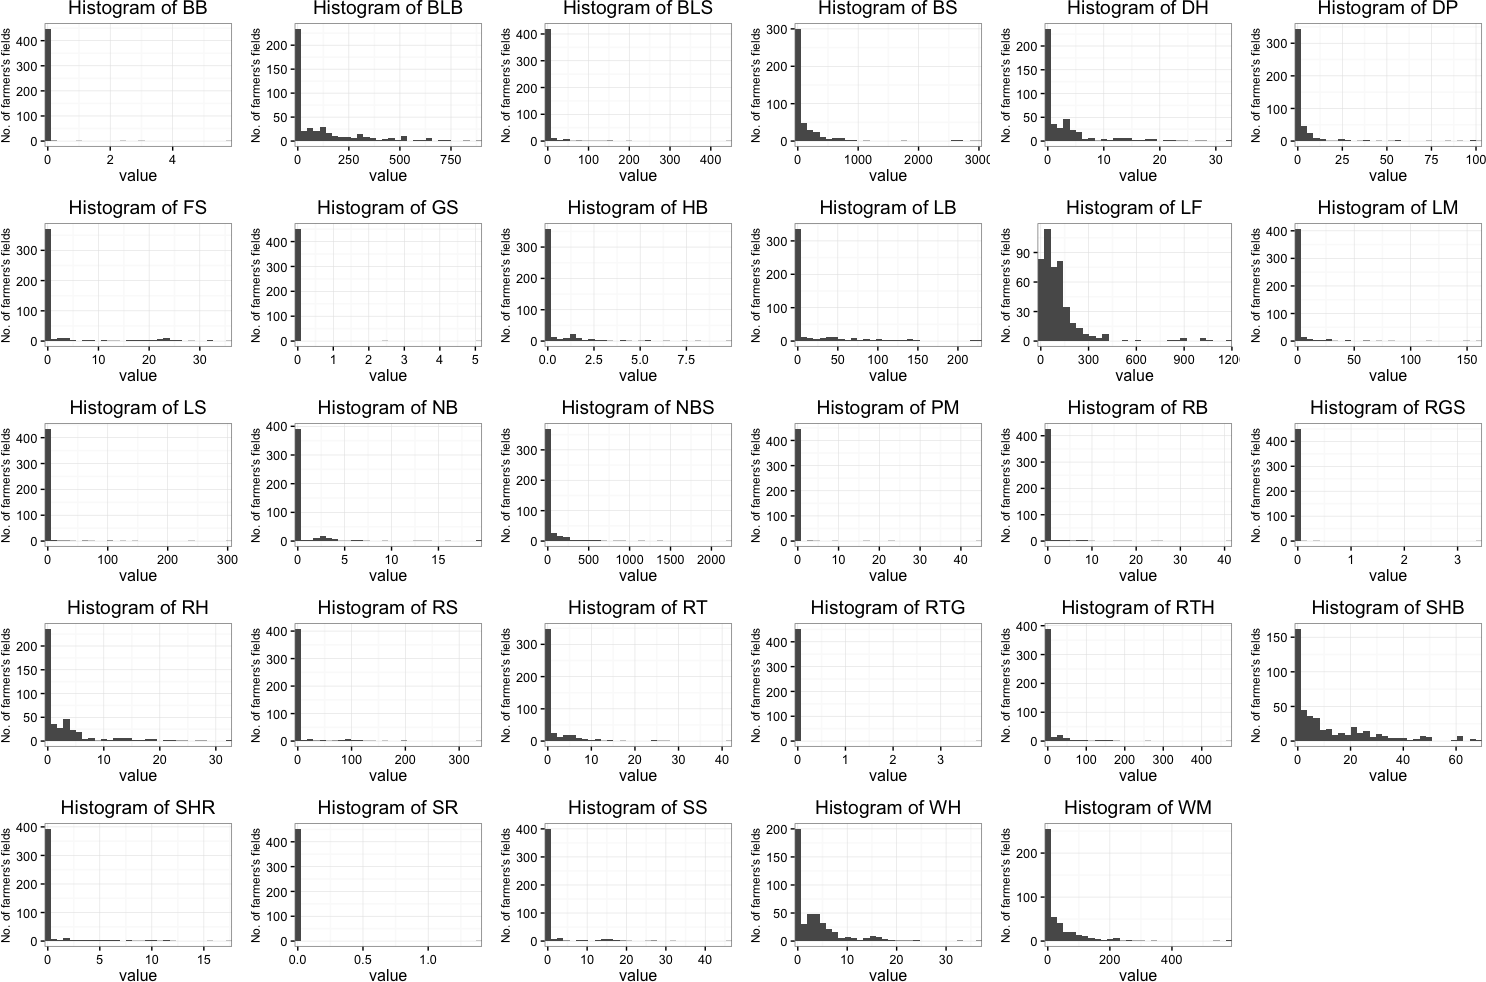 Histogram of BB
No. of farmers's fields
400
300
200
100
0
0 2 4
value
Histogram of BLB
No. of farmers's fields
200
150
100
50
0
0 250 500 750
value
Histogram of BLS
No. of farmers's fields
400
300
200
100
0
0 100 200 300 400
value
Histogram of BS
No. of farmers's fields
300
200
100
0
0 1000 2000 3000
value
Histogram of DH
No. of farmers's fields
200
150
100
50
0
0 10 20 30
value
Histogram of DP
No. of farmers's fields
300
200
100
0
0 25 50 75 100
value
Histogram of FS
No. of farmers's fields
300
200
100
0
0 10 20 30
value
Histogram of GS
No. of farmers's fields
400
300
200
100
0
0 1 2 3 4 5
value
Histogram of HB
No. of farmers's fields
300
200
100
0
0.0 2.5 5.0 7.5
value
Histogram of LB
No. of farmers's fields
300
200
100
0
0 50 100 150 200
value
Histogram of LF
No. of farmers's fields
90
60
30
0
0 300 600 900 120
value
Histogram of LM
No. of farmers's fields
400
300
200
100
0
0 50 100 150
value
Histogram of LS
No. of farmers's fields
400
300
200
100
0
0 100 200 300
value
Histogram of NB
No. of farmers's fields
400
300
200
100
0
0 5 10 15
value
Histogram of NBS
No. of farmers's fields
300
200
100
0
0 500 1000 1500 2000
value
Histogram of PM
No. of farmers's fields
400
300
200
100
0
0 10 20 30 40
value
Histogram of RB
No. of farmers's fields
400
300
200
100
0
0 10 20 30 40
value
Histogram of RGS
No. of farmers's fields
400
300
200
100
0
0 1 2 3
value
Histogram of RH
No. of farmers's fields
200
150
100
50
0
0 10 20 30
value
Histogram of RS
No. of farmers's fields
400
300
200
100
0
0 100 200 300
value
Histogram of RT
No. of farmers's fields
300
200
100
0
0 10 20 30 40
value
Histogram of RTG
No. of farmers's fields
400
300
200
100
0
0 1 2 3
value
Histogram of RTH
No. of farmers's fields
400
300
200
100
0
0 100 200 300 400
value
Histogram of SHB
No. of farmers's fields
150
100
50
0
0 20 40 60
value
Histogram of SHR
No. of farmers's fields
400
300
200
100
0
0 5 10 15
value
Histogram of SR
No. of farmers's fields
400
300
200
100
0
0.0 0.5 1.0
value
Histogram of SS
No. of farmers's fields
400
300
200
100
0
0 10 20 30 40
value
Histogram of WH
No. of farmers's fields
200
150
100
50
0
0 10 20 30
value
Histogram of WM
No. of farmers's fields
200
100
0
0 200 400
value